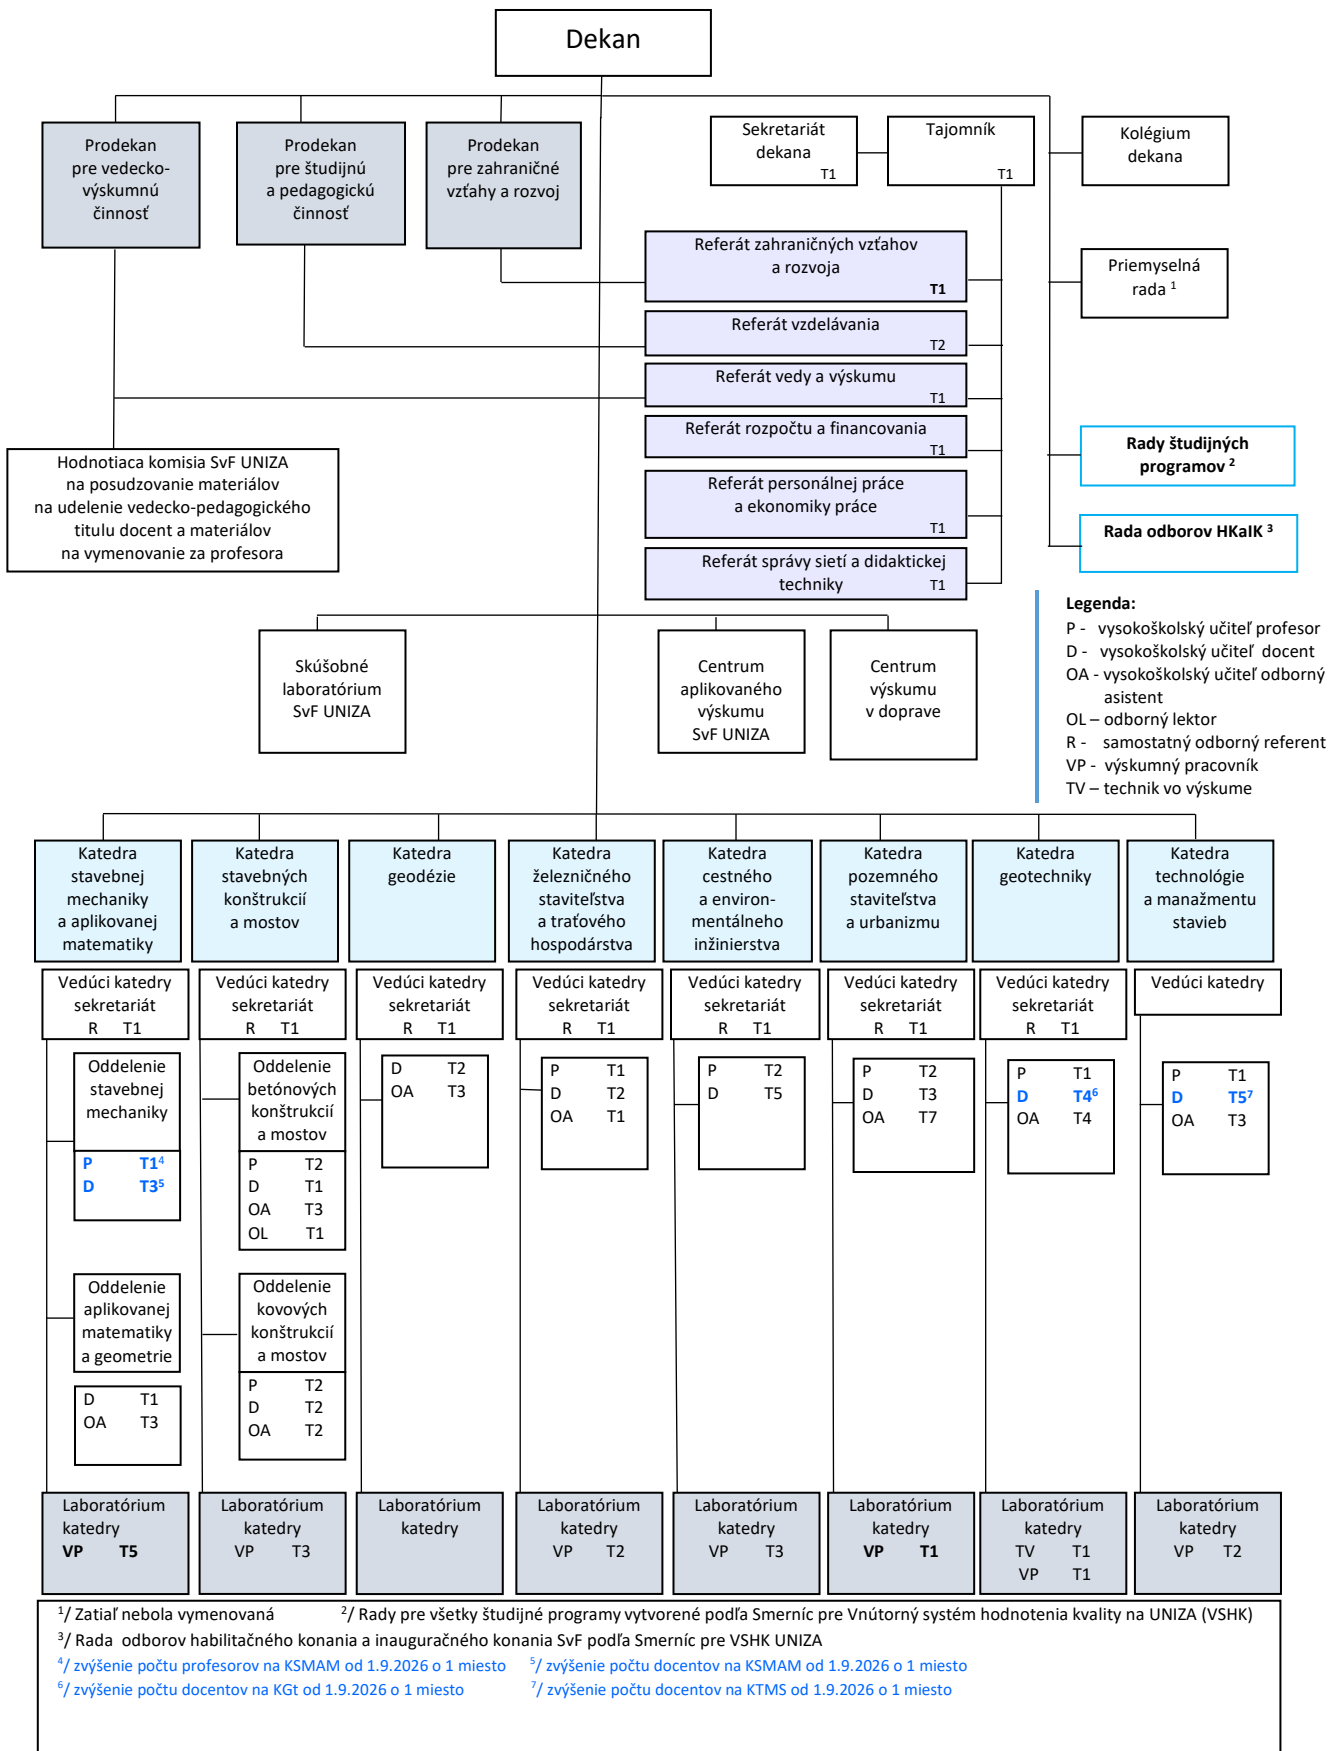 Dekan
Prodekan
pre vedecko-
výskumnú
činnosť
Prodekan
pre študijnú
a pedagogickú
činnosť
Prodekan
pre zahraničné
vzťahy a rozvoj
Sekretariát
dekana
T1
Tajomník
T1
Kolégium
dekana
Referát zahraničných vzťahov
a rozvoja
T1
Priemyselná
rada 1
Referát vzdelávania
T2
Referát vedy a výskumu
T1
Referát rozpočtu a financovania
T1
Referát personálnej práce
a ekonomiky práce
T1
Referát správy sietí a didaktickej
techniky T1
Hodnotiaca komisia SvF UNIZA
na posudzovanie materiálov
na udelenie vedecko-pedagogického
titulu docent a materiálov
na vymenovanie za profesora
Rady študijných
programov 2
Rada odborov HKaIK 3
Legenda:
P - vysokoškolský učiteľ profesor
D - vysokoškolský učiteľ docent
OA - vysokoškolský učiteľ odborný
asistent
OL – odborný lektor
R - samostatný odborný referent
VP - výskumný pracovník
TV – technik vo výskume
Skúšobné
laboratórium
SvF UNIZA
Centrum
aplikovaného
výskumu
SvF UNIZA
Centrum
výskumu
v doprave
Katedra
stavebnej
mechaniky
a aplikovanej
matematiky
Katedra
stavebných
konštrukcií
a mostov
Katedra
geodézie
Katedra
železničného
staviteľstva
a traťového
hospodárstva
Katedra
cestného
a environ-
mentálneho
inžinierstva
Katedra
pozemného
staviteľstva
a urbanizmu
Katedra
geotechniky
Katedra
technológie
a manažmentu
stavieb
Vedúci katedry
sekretariát
R T1
Vedúci katedry
sekretariát
R T1
Vedúci katedry
sekretariát
R T1
Vedúci katedry
sekretariát
R T1
Vedúci katedry
sekretariát
R T1
Vedúci katedry
sekretariát
R T1
Vedúci katedry
sekretariát
R T1
Vedúci katedry
Oddelenie
stavebnej
mechaniky
P T14
D T35
Oddelenie
betónových
konštrukcií
a mostov
P T2
D T1
OA T3
OL T1
D T2
OA T3
P T1
D T2
OA T1
P T2
D T5
P T2
D T3
OA T7
P T1
D T46
OA T4
P T1
D T57
OA T3
Oddelenie
aplikovanej
matematiky
a geometrie
D T1
OA T3
Oddelenie
kovových
konštrukcií
a mostov
P T2
D T2
OA T2
Laboratórium
katedry
VP T5
Laboratórium
katedry
VP T3
Laboratórium
katedry
Laboratórium
katedry
VP T2
Laboratórium
katedry
VP T3
Laboratórium
katedry
VP T1
Laboratórium
katedry
TV T1
VP T1
Laboratórium
katedry
VP T2
1/ Zatiaľ nebola vymenovaná 2/ Rady pre všetky študijné programy vytvorené podľa Smerníc pre Vnútorný systém hodnotenia kvality na UNIZA (VSHK)
3/ Rada odborov habilitačného konania a inauguračného konania SvF podľa Smerníc pre VSHK UNIZA
4/ zvýšenie počtu profesorov na KSMAM od 1.9.2026 o 1 miesto 5/ zvýšenie počtu docentov na KSMAM od 1.9.2026 o 1 miesto
6/ zvýšenie počtu docentov na KGt od 1.9.2026 o 1 miesto 7/ zvýšenie počtu docentov na KTMS od 1.9.2026 o 1 miesto